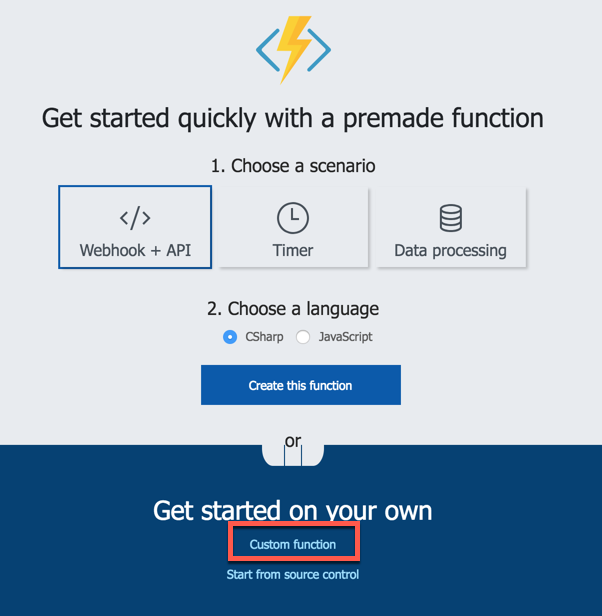 Get started quickly with a premade function
1. Choose a scenario
Webhook + API
Timer
Data processing
2. Choose a language
CSharp JavaScript
Create this function
or
Get started on your own
Custom function
Start from source control